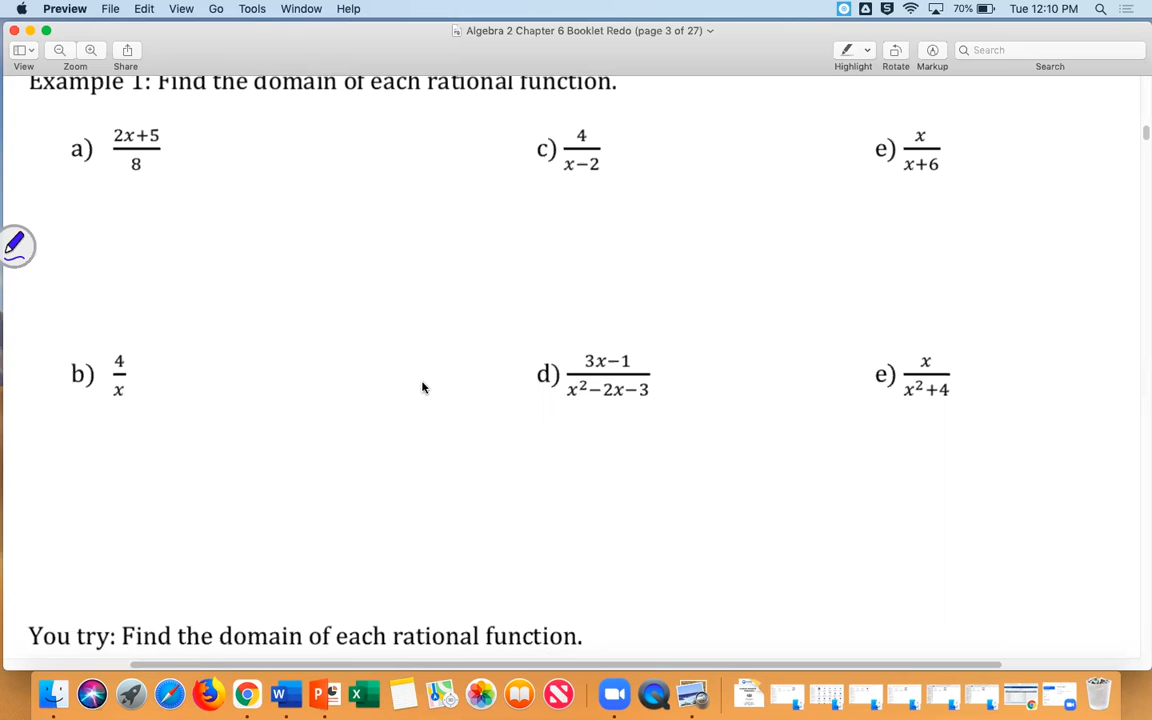 Preview File Edit View Go Tools Window Help 70% Tue 12:10 PM
Algebra 2 Chapter 6 Booklet Redo (page 3 of 27)
View Zoom Share Highlight Rotate Markup Search
Search
Example 1: Find the domain of each rational function.
a) (2x+5)/8 c) 4/(x−2) e) x/(x+6)
b) 4/x d) (3x−1)/(x²−2x−3) e) x/(x²+4)
You try: Find the domain of each rational function.